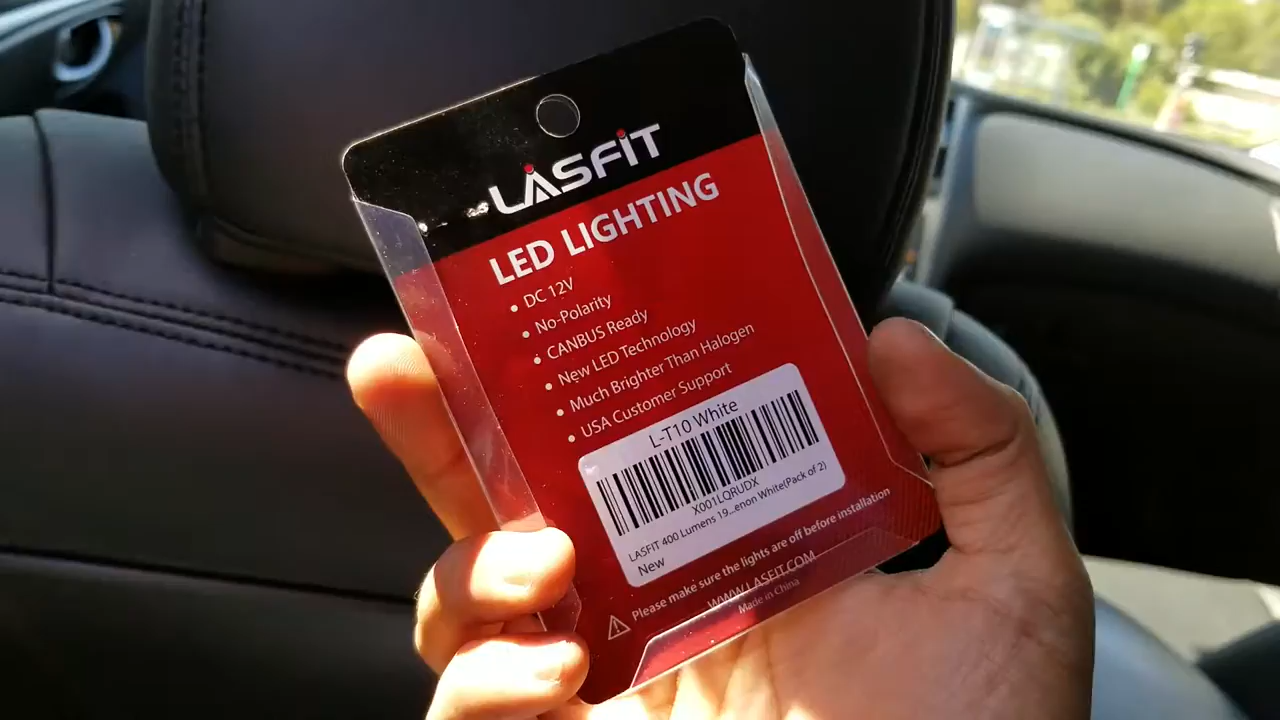 LASFIT
LED LIGHTING
• DC 12V
• No-Polarity
• CANBUS Ready
• New LED Technology
• Much Brighter Than Halogen
• USA Customer Support
L-T10 White
X001LQRUDX
LASFIT 400 Lumens 19...enon White(Pack of 2)
New
Please make sure the lights are off before installation
WWW.LASFIT.COM
Made in China